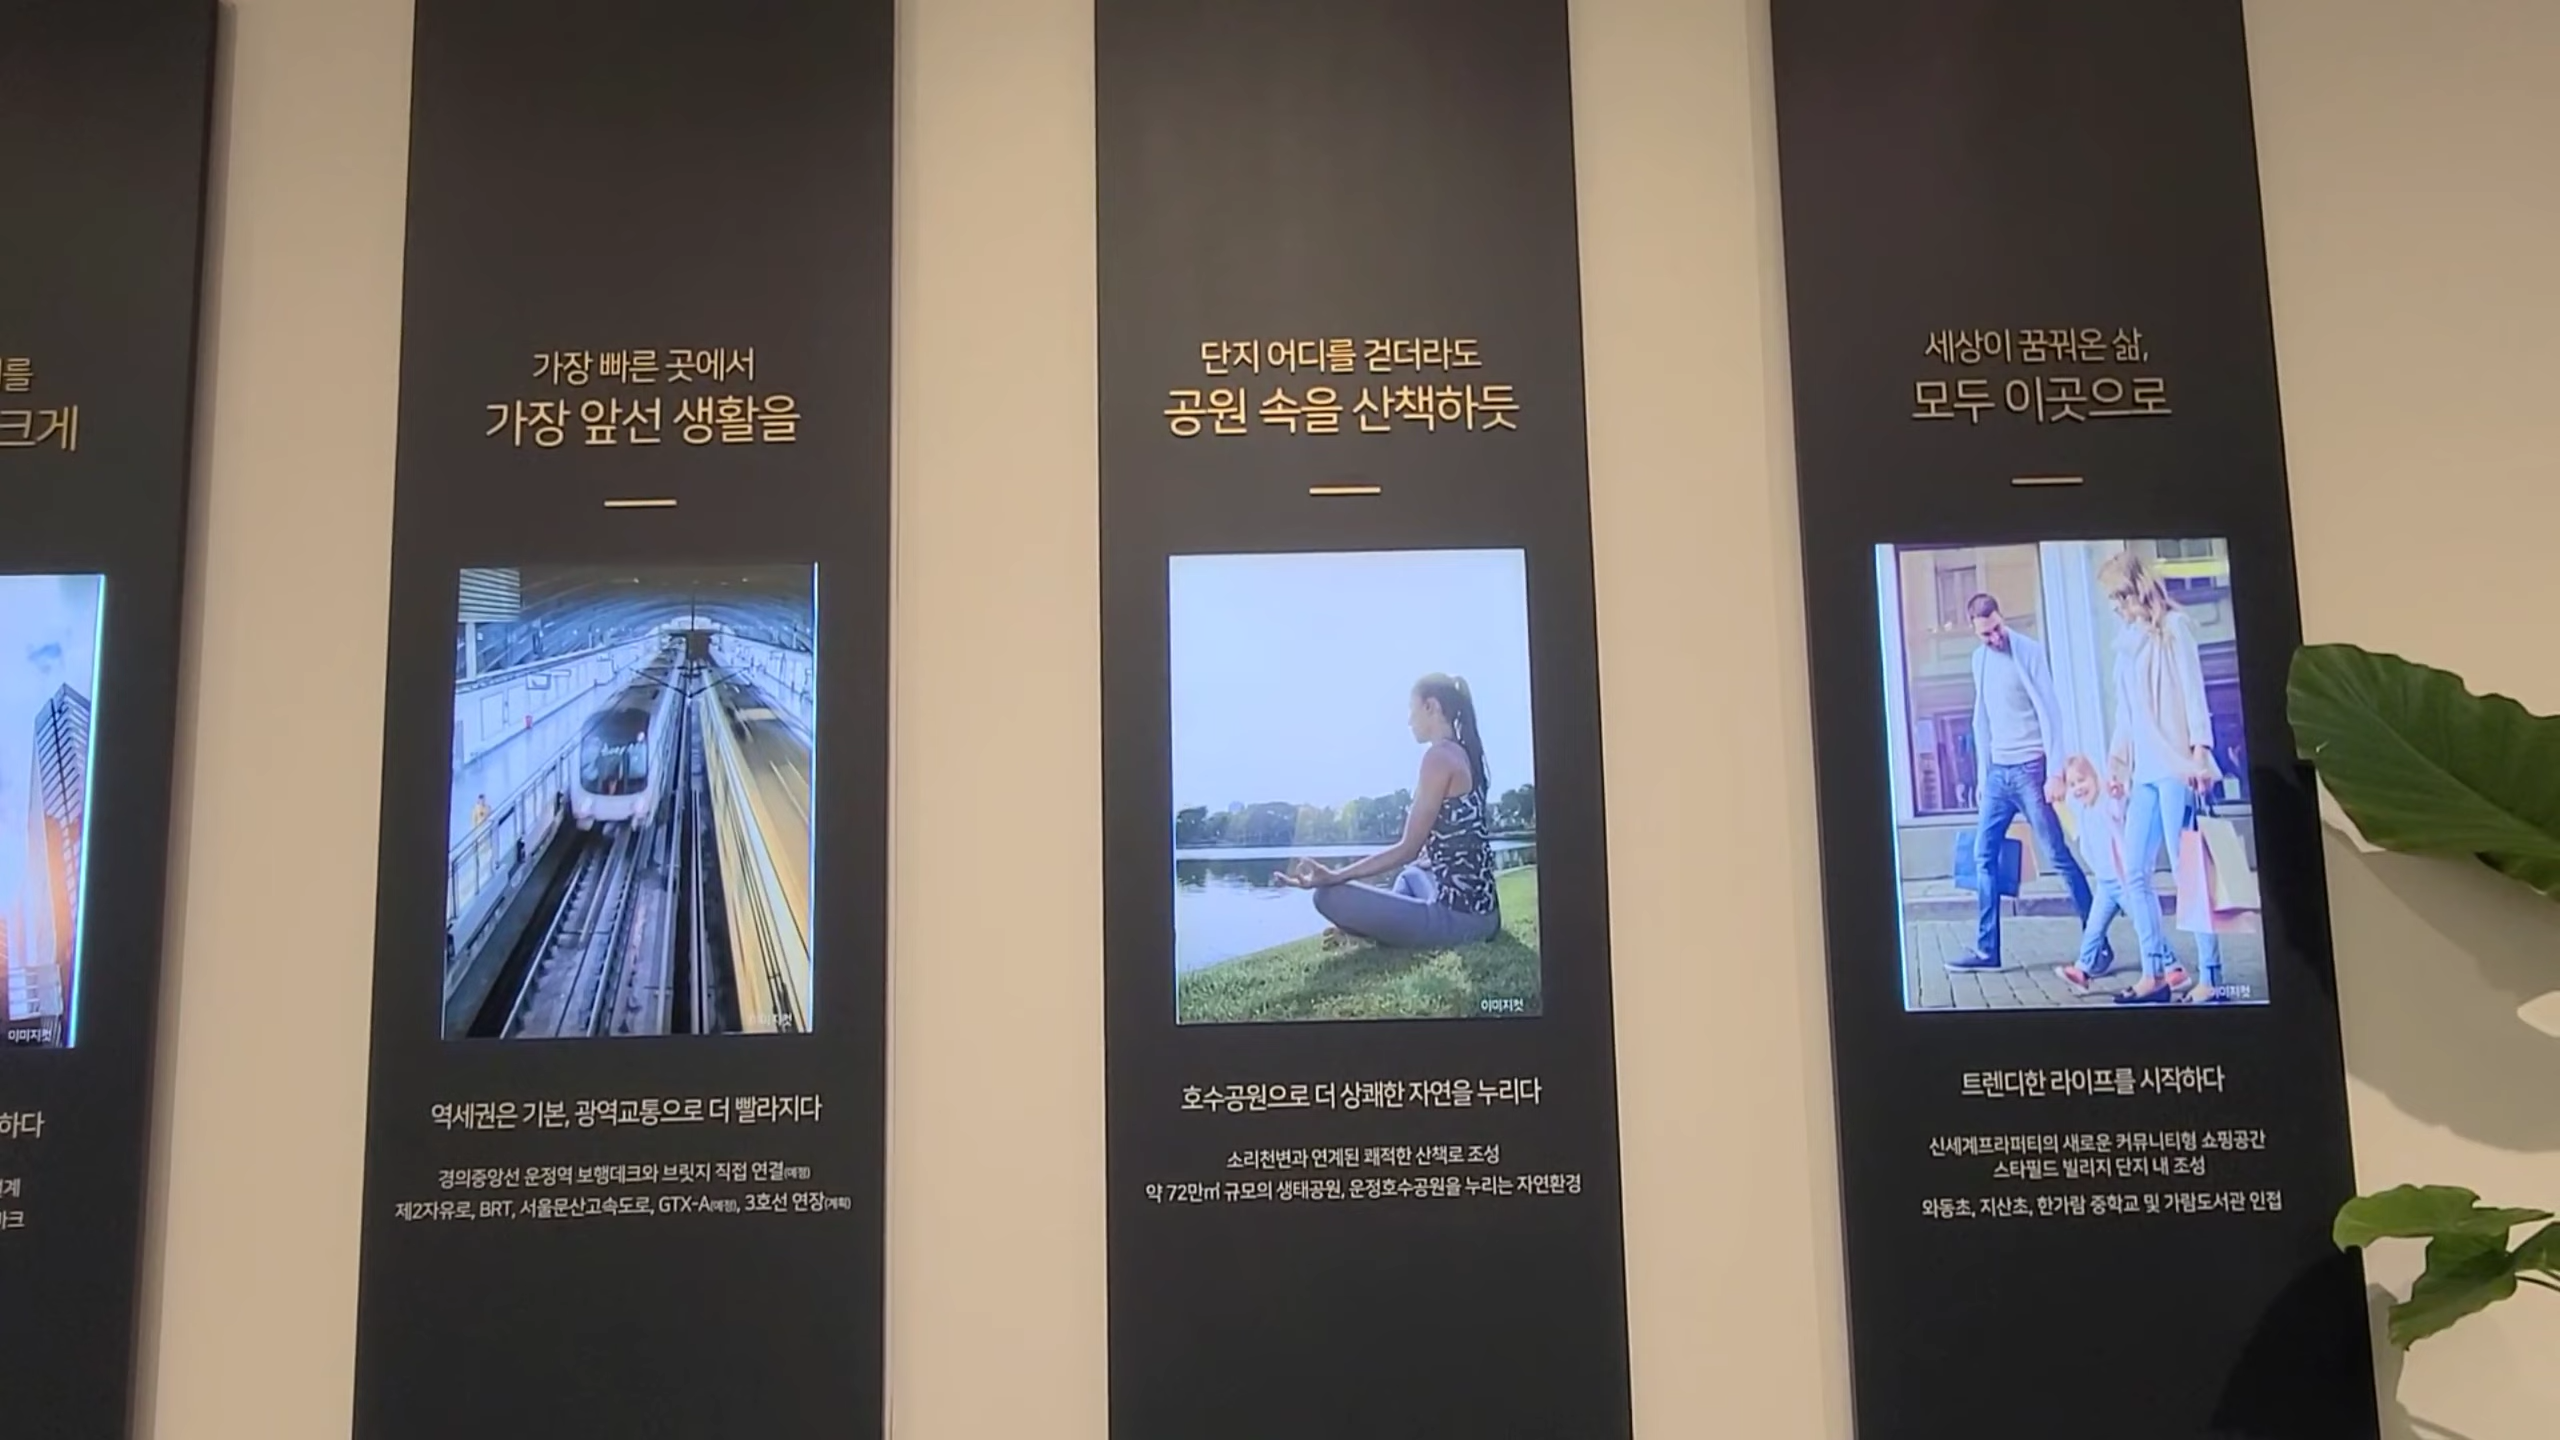 를
크게
이미지컷
하다
계
마크
가장 빠른 곳에서
가장 앞선 생활을
이미지컷
역세권은 기본, 광역교통으로 더 빨라지다
경의중앙선 운정역 보행데크와 브릿지 직접 연결(예정)
제2자유로, BRT, 서울문산고속도로, GTX-A(예정), 3호선 연장(계획)
단지 어디를 걷더라도
공원 속을 산책하듯
이미지컷
호수공원으로 더 상쾌한 자연을 누리다
소리천변과 연계된 쾌적한 산책로 조성
약 72만㎡ 규모의 생태공원, 운정호수공원을 누리는 자연환경
세상이 꿈꿔온 삶,
모두 이곳으로
이미지컷
트렌디한 라이프를 시작하다
신세계프라퍼티의 새로운 커뮤니티형 쇼핑공간
스타필드 빌리지 단지 내 조성
와동초, 지산초, 한가람 중학교 및 가람도서관 인접